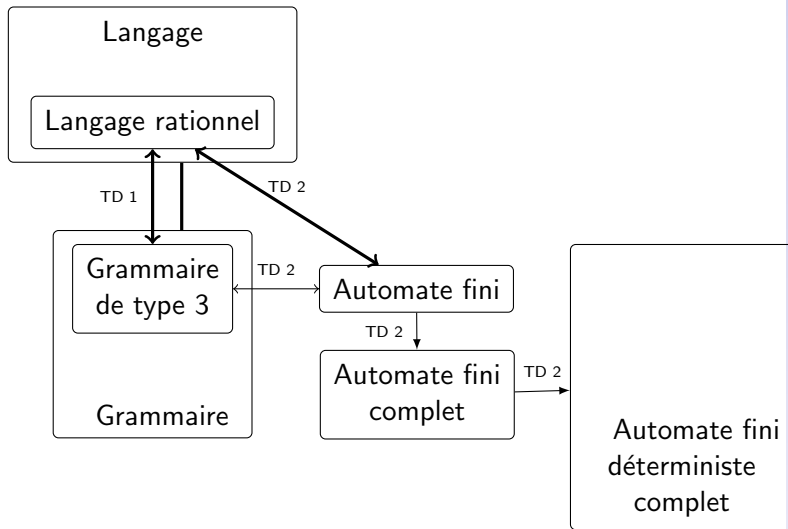 Langage
Langage rationnel
TD 1
TD 2
Grammaire
de type 3
TD 2
Automate fini
TD 2
Automate fini
complet
TD 2
Grammaire
Automate fini
déterministe
complet